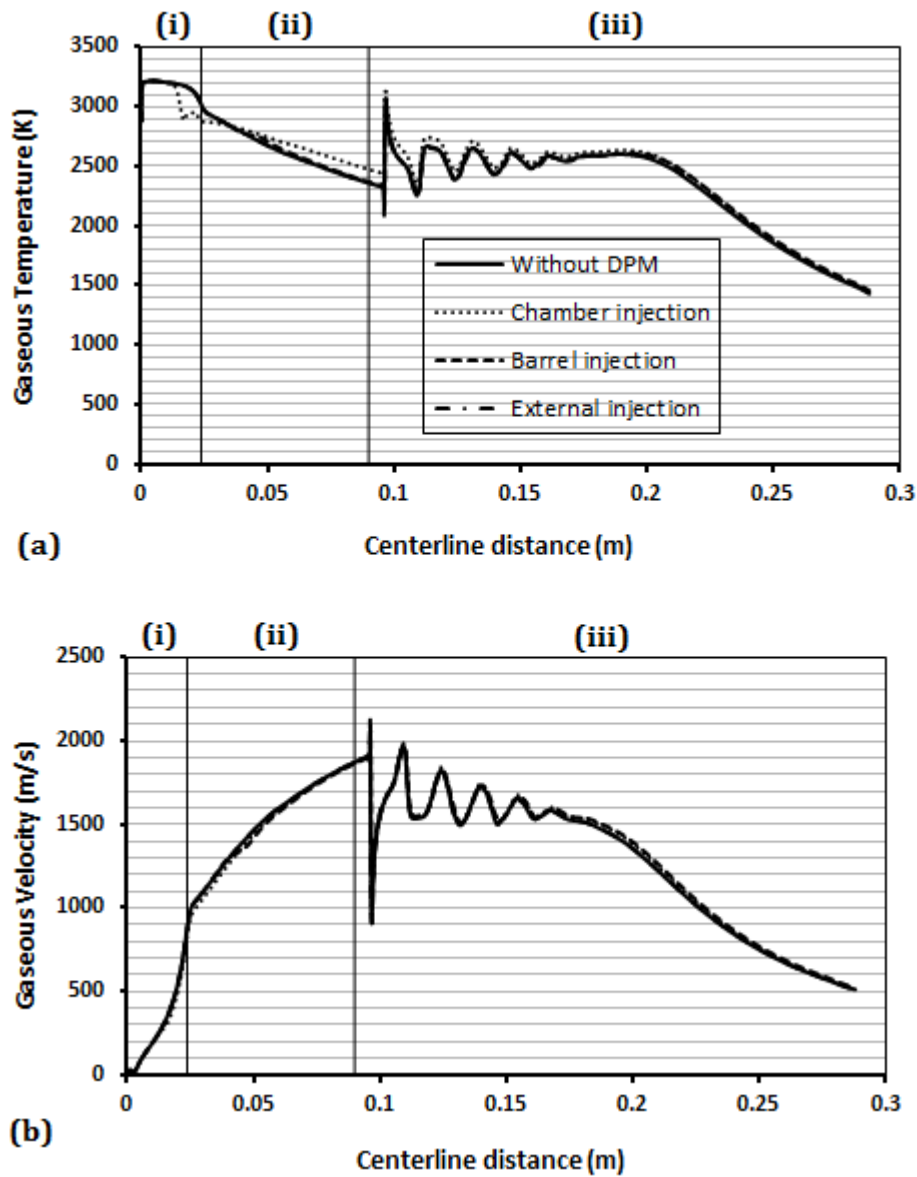 (i) (ii) (iii)
3500
3000
2500
2000
1500
1000
500
0
Gaseous Temperature (K)
Without DPM
Chamber injection
Barrel injection
External injection
0 0.05 0.1 0.15 0.2 0.25 0.3
(a) Centerline distance (m)
(i) (ii) (iii)
2500
2000
1500
1000
500
0
Gaseous Velocity (m/s)
0 0.05 0.1 0.15 0.2 0.25 0.3
(b) Centerline distance (m)